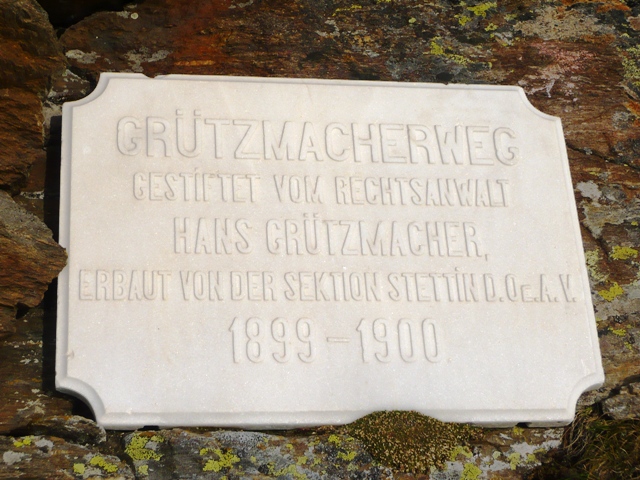 GRÜTZMACHERWEG
GESTIFTET VOM RECHTSANWALT
HANS GRÜTZMACHER,
ERBAUT VON DER SEKTION STETTIN D.OE.A.V.
1899 – 1900